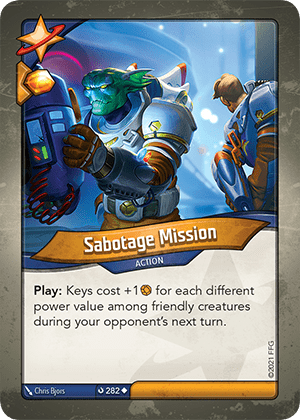 Sabotage Mission
ACTION
Play: Keys cost +1 for each different
power value among friendly creatures
during your opponent's next turn.
©2021 FFG
Chris Bjors
282